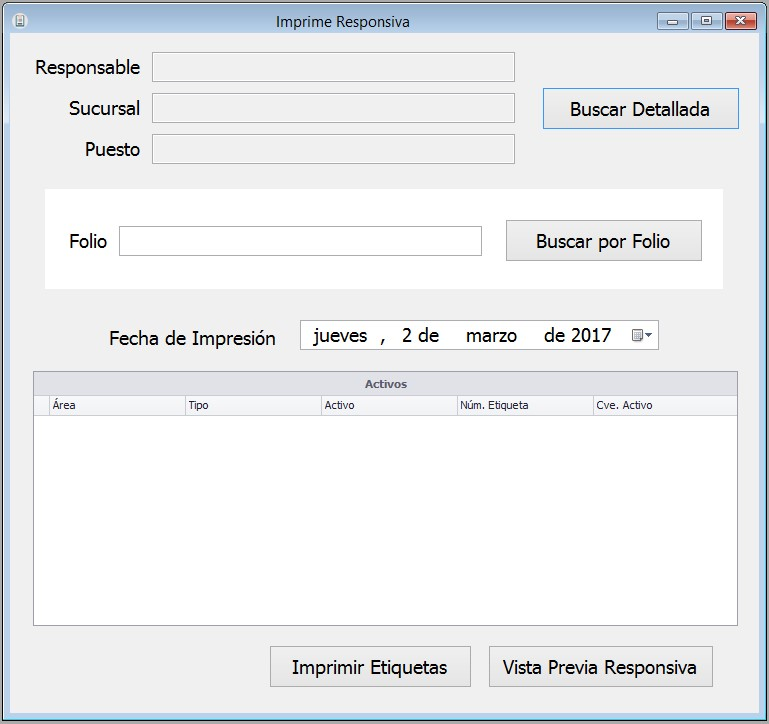 Imprime Responsiva
Responsable
Sucursal
Buscar Detallada
Puesto
Folio
Buscar por Folio
Fecha de Impresión
jueves , 2 de marzo de 2017
Activos
Área Tipo Activo Núm. Etiqueta Cve. Activo
Imprimir Etiquetas
Vista Previa Responsiva